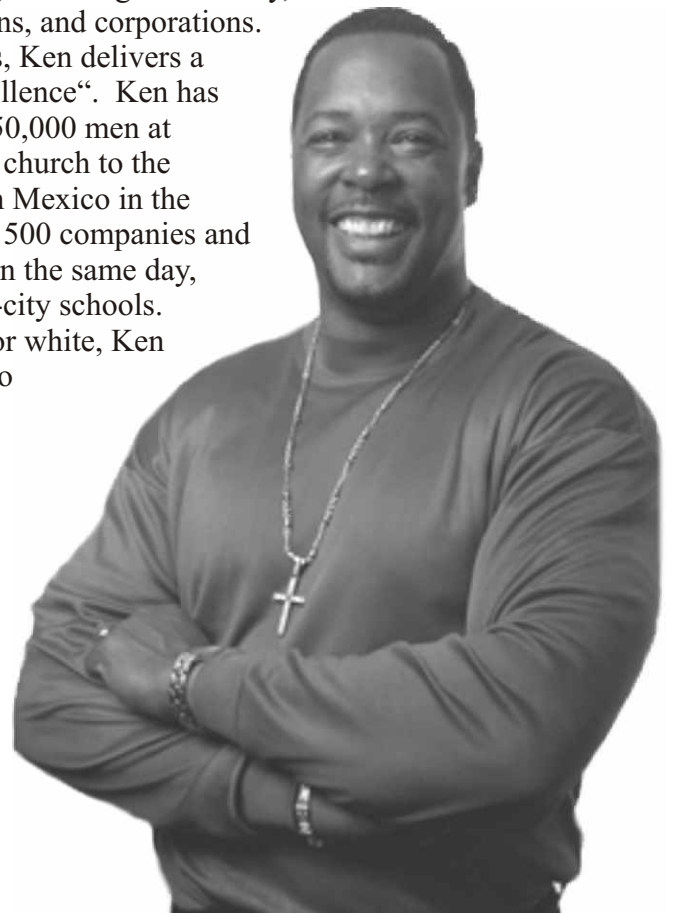 ns, and corporations.
s, Ken delivers a
llence“. Ken has
50,000 men at
church to the
n Mexico in the
500 companies and
n the same day,
-city schools.
or white, Ken
o